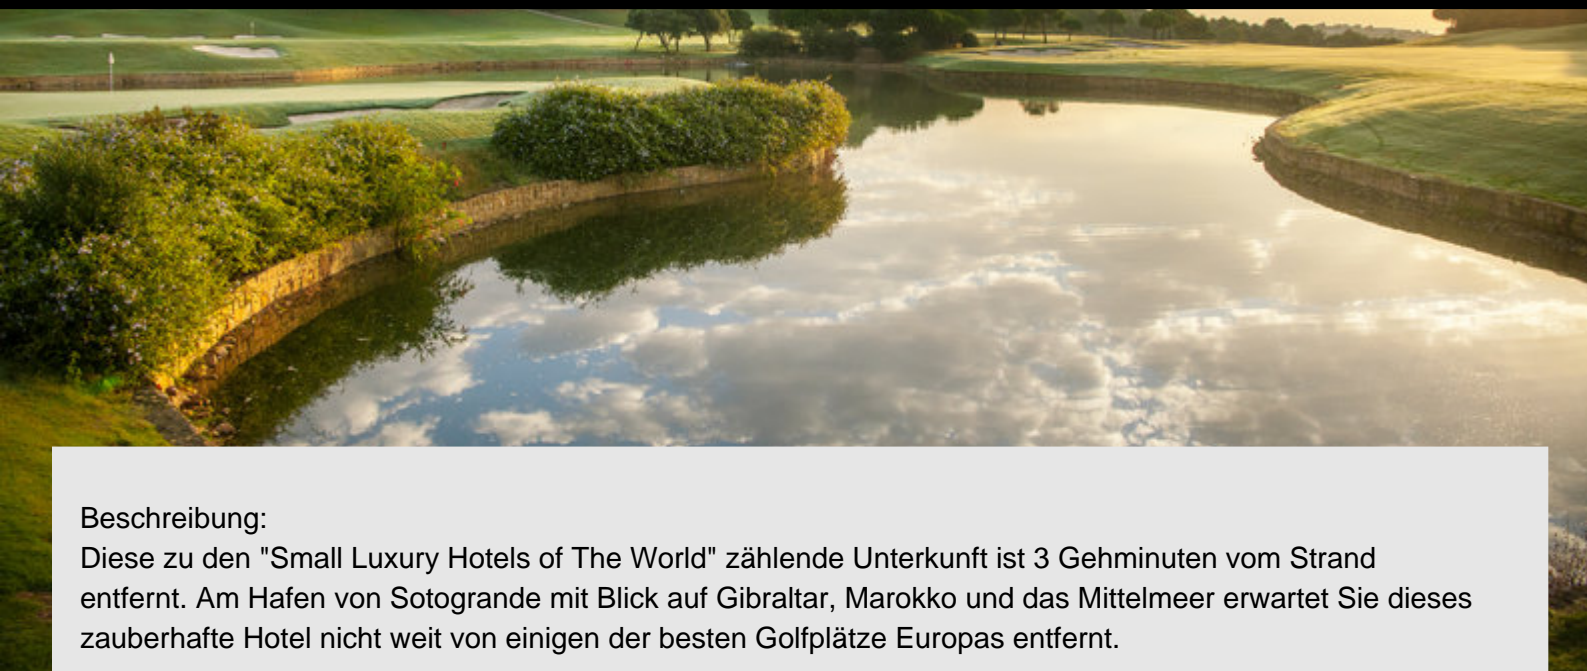 Beschreibung:
Diese zu den "Small Luxury Hotels of The World" zählende Unterkunft ist 3 Gehminuten vom Strand
entfernt. Am Hafen von Sotogrande mit Blick auf Gibraltar, Marokko und das Mittelmeer erwartet Sie dieses
zauberhafte Hotel nicht weit von einigen der besten Golfplätze Europas entfernt.